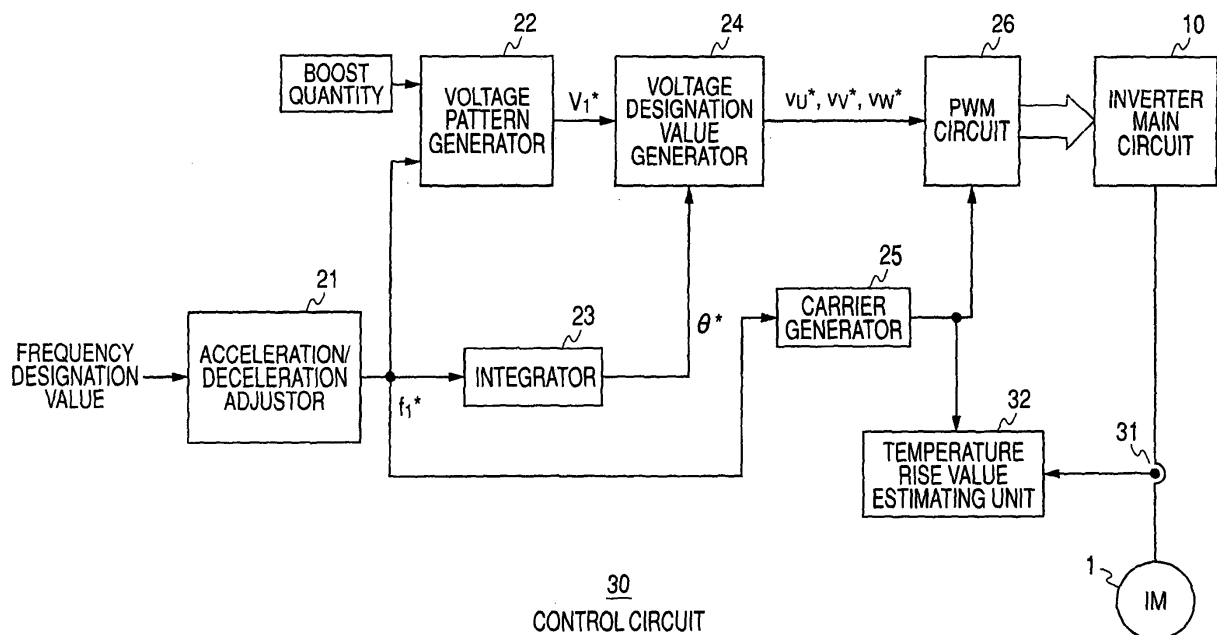 22
24
26
10
BOOST
QUANTITY
VOLTAGE
PATTERN
GENERATOR
V1*
VOLTAGE
DESIGNATION
VALUE
GENERATOR
vU*, vV*, vW*
PWM
CIRCUIT
INVERTER
MAIN
CIRCUIT
21
23
25
FREQUENCY
DESIGNATION
VALUE
ACCELERATION/
DECELERATION
ADJUSTOR
f1*
INTEGRATOR
θ*
CARRIER
GENERATOR
32
31
TEMPERATURE
RISE VALUE
ESTIMATING UNIT
1
IM
30
CONTROL CIRCUIT